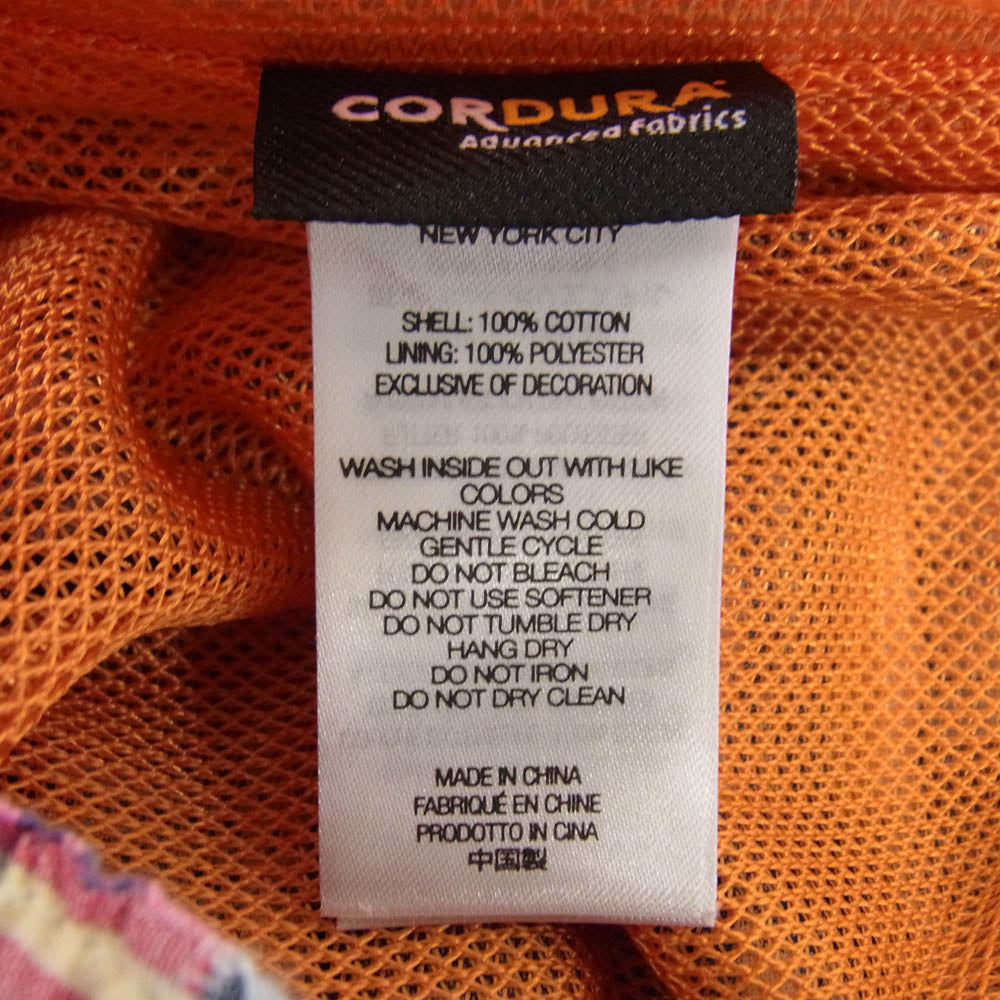 CORDURA
Advanced Fabrics
NEW YORK CITY
SHELL: 100% COTTON
LINING: 100% POLYESTER
EXCLUSIVE OF DECORATION
WASH INSIDE OUT WITH LIKE
COLORS
MACHINE WASH COLD
GENTLE CYCLE
DO NOT BLEACH
DO NOT USE SOFTENER
DO NOT TUMBLE DRY
HANG DRY
DO NOT IRON
DO NOT DRY CLEAN
MADE IN CHINA
FABRIQUÉ EN CHINE
PRODOTTO IN CINA
中国製